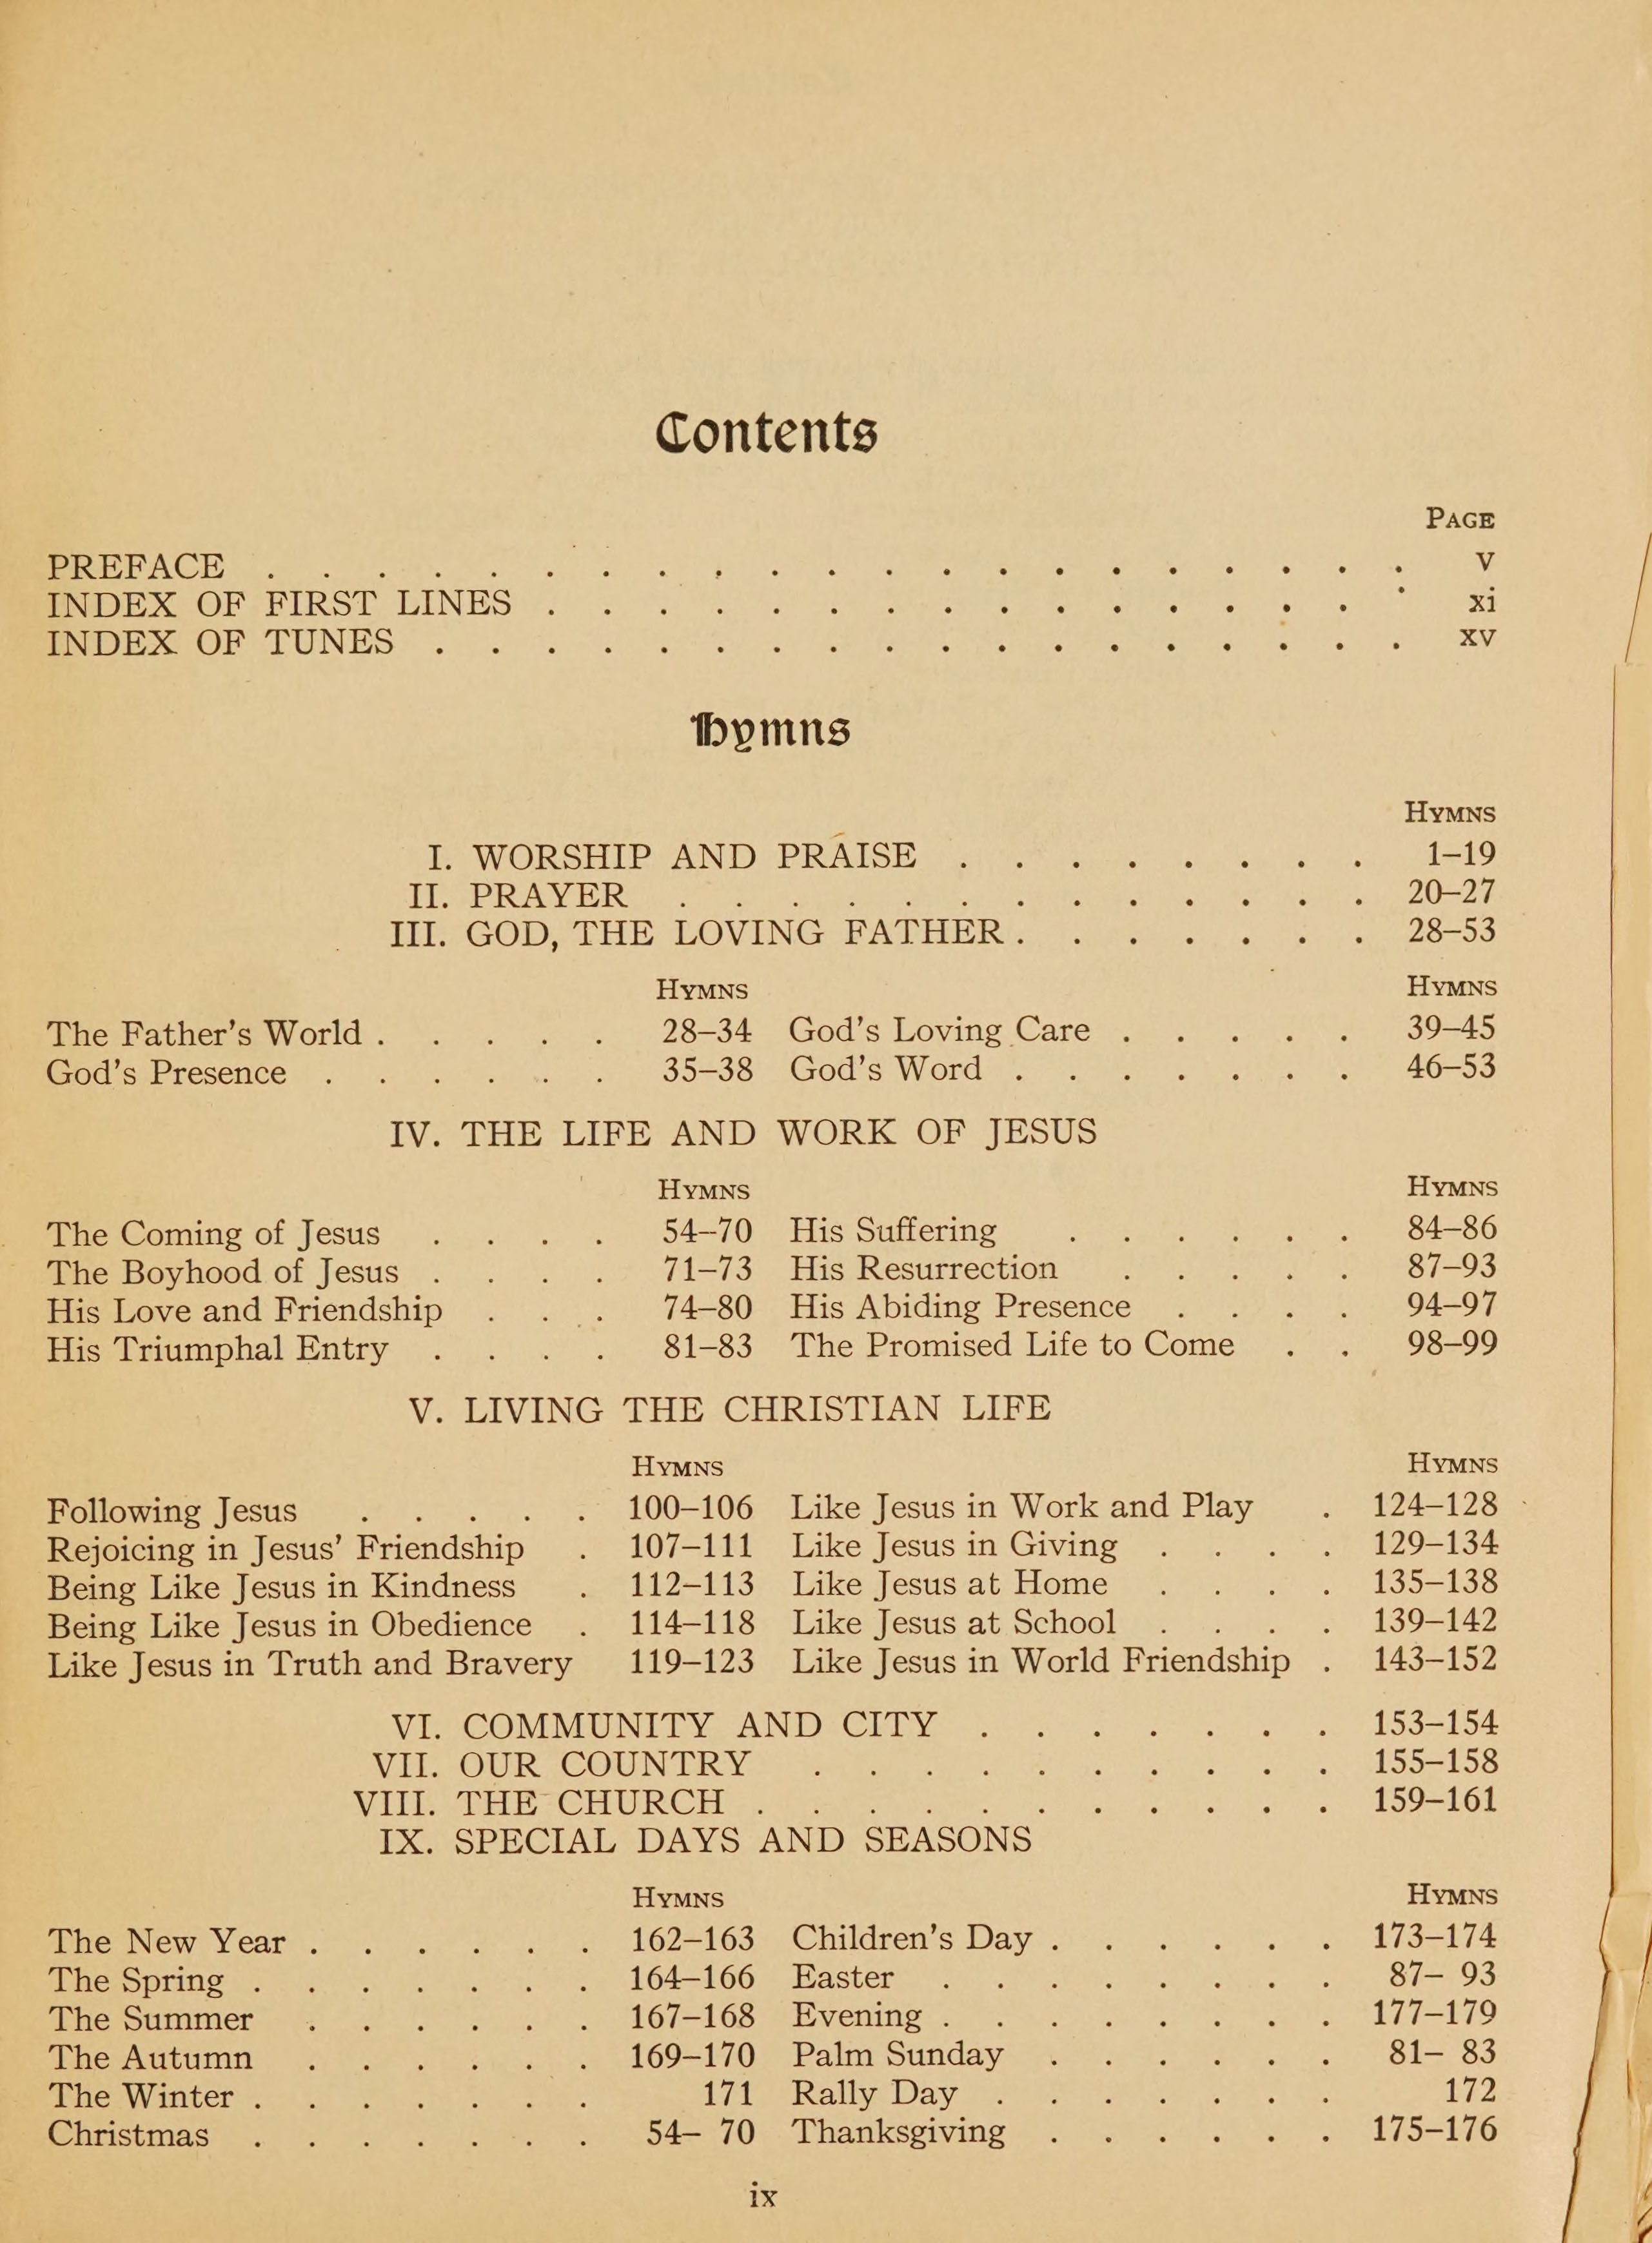 Contents
PAGE
PREFACE . . . . . . . . . . . . . . . . . . . . . v
INDEX OF FIRST LINES . . . . . . . . . . . . . . . . xi
INDEX OF TUNES . . . . . . . . . . . . . . . . . . xv
Hymns
HYMNS
I. WORSHIP AND PRAISE . . . . . . . . 1–19
II. PRAYER . . . . . . . . . . . . . 20–27
III. GOD, THE LOVING FATHER . . . . . . . 28–53
HYMNS HYMNS
The Father's World . . . . . 28–34 God's Loving Care . . . . . 39–45
God's Presence . . . . . . 35–38 God's Word . . . . . . . 46–53
IV. THE LIFE AND WORK OF JESUS
HYMNS HYMNS
The Coming of Jesus . . . . 54–70 His Suffering . . . . . . 84–86
The Boyhood of Jesus . . . . 71–73 His Resurrection . . . . . 87–93
His Love and Friendship . . . 74–80 His Abiding Presence . . . . 94–97
His Triumphal Entry . . . . 81–83 The Promised Life to Come . . 98–99
V. LIVING THE CHRISTIAN LIFE
HYMNS HYMNS
Following Jesus . . . . . 100–106 Like Jesus in Work and Play . 124–128
Rejoicing in Jesus' Friendship . 107–111 Like Jesus in Giving . . . . 129–134
Being Like Jesus in Kindness . 112–113 Like Jesus at Home . . . . 135–138
Being Like Jesus in Obedience . 114–118 Like Jesus at School . . . . 139–142
Like Jesus in Truth and Bravery 119–123 Like Jesus in World Friendship . 143–152
VI. COMMUNITY AND CITY . . . . . . . 153–154
VII. OUR COUNTRY . . . . . . . . . . 155–158
VIII. THE CHURCH . . . . . . . . . . . 159–161
IX. SPECIAL DAYS AND SEASONS
HYMNS HYMNS
The New Year . . . . . . 162–163 Children's Day . . . . . . 173–174
The Spring . . . . . . . 164–166 Easter . . . . . . . . 87– 93
The Summer . . . . . . 167–168 Evening . . . . . . . . 177–179
The Autumn . . . . . . 169–170 Palm Sunday . . . . . . 81– 83
The Winter . . . . . . . 171 Rally Day . . . . . . . 172
Christmas . . . . . . . 54– 70 Thanksgiving . . . . . . 175–176
ix